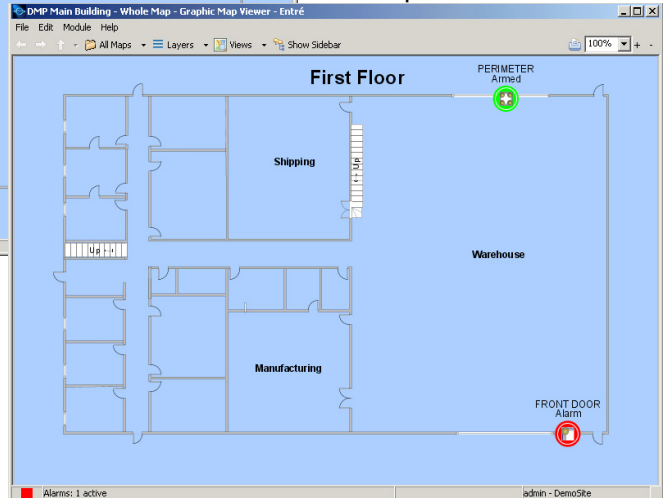 DMP Main Building - Whole Map - Graphic Map Viewer - Entré
File Edit Module Help
All Maps Layers Views Show Sidebar 100% + -
First Floor
PERIMETER
Armed
Shipping
Up
Up
Warehouse
Manufacturing
FRONT DOOR
Alarm
Alarms: 1 active admin - DemoSite